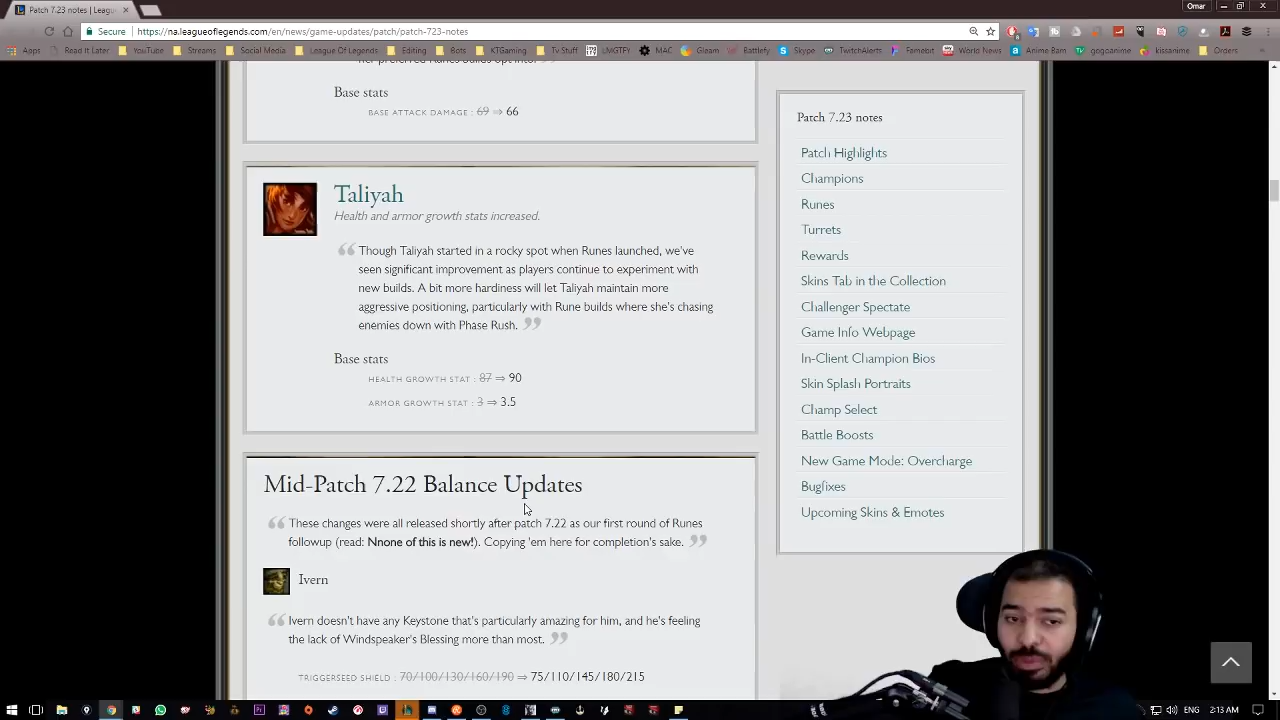 Patch 7.23 notes | Leagu
Omar
Secure
https://na.leagueoflegends.com/en/news/game-updates/patch/patch-723-notes
Apps Read It Later YouTube Streams Social Media League Of Legends Editing Bots KTGaming Tv Stuff LMGTFY MAC Gleam Battlefy Skype TwitchAlerts Famebit World News Anime Bam gogoanime kissanime Orders
her preferred Runes builds opt into.
Base stats
BASE ATTACK DAMAGE : 69 ⇒ 66
Taliyah
Health and armor growth stats increased.
Though Taliyah started in a rocky spot when Runes launched, we've
seen significant improvement as players continue to experiment with
new builds. A bit more hardiness will let Taliyah maintain more
aggressive positioning, particularly with Rune builds where she's chasing
enemies down with Phase Rush.
Base stats
HEALTH GROWTH STAT : 87 ⇒ 90
ARMOR GROWTH STAT : 3 ⇒ 3.5
Mid-Patch 7.22 Balance Updates
These changes were all released shortly after patch 7.22 as our first round of Runes
followup (read: Nnone of this is new!). Copying 'em here for completion's sake.
Ivern
Ivern doesn't have any Keystone that's particularly amazing for him, and he's feeling
the lack of Windspeaker's Blessing more than most.
TRIGGERSEED SHIELD : 70/100/130/160/190 ⇒ 75/110/145/180/215
Patch 7.23 notes
Patch Highlights
Champions
Runes
Turrets
Rewards
Skins Tab in the Collection
Challenger Spectate
Game Info Webpage
In-Client Champion Bios
Skin Splash Portraits
Champ Select
Battle Boosts
New Game Mode: Overcharge
Bugfixes
Upcoming Skins & Emotes
ENG 2:13 AM